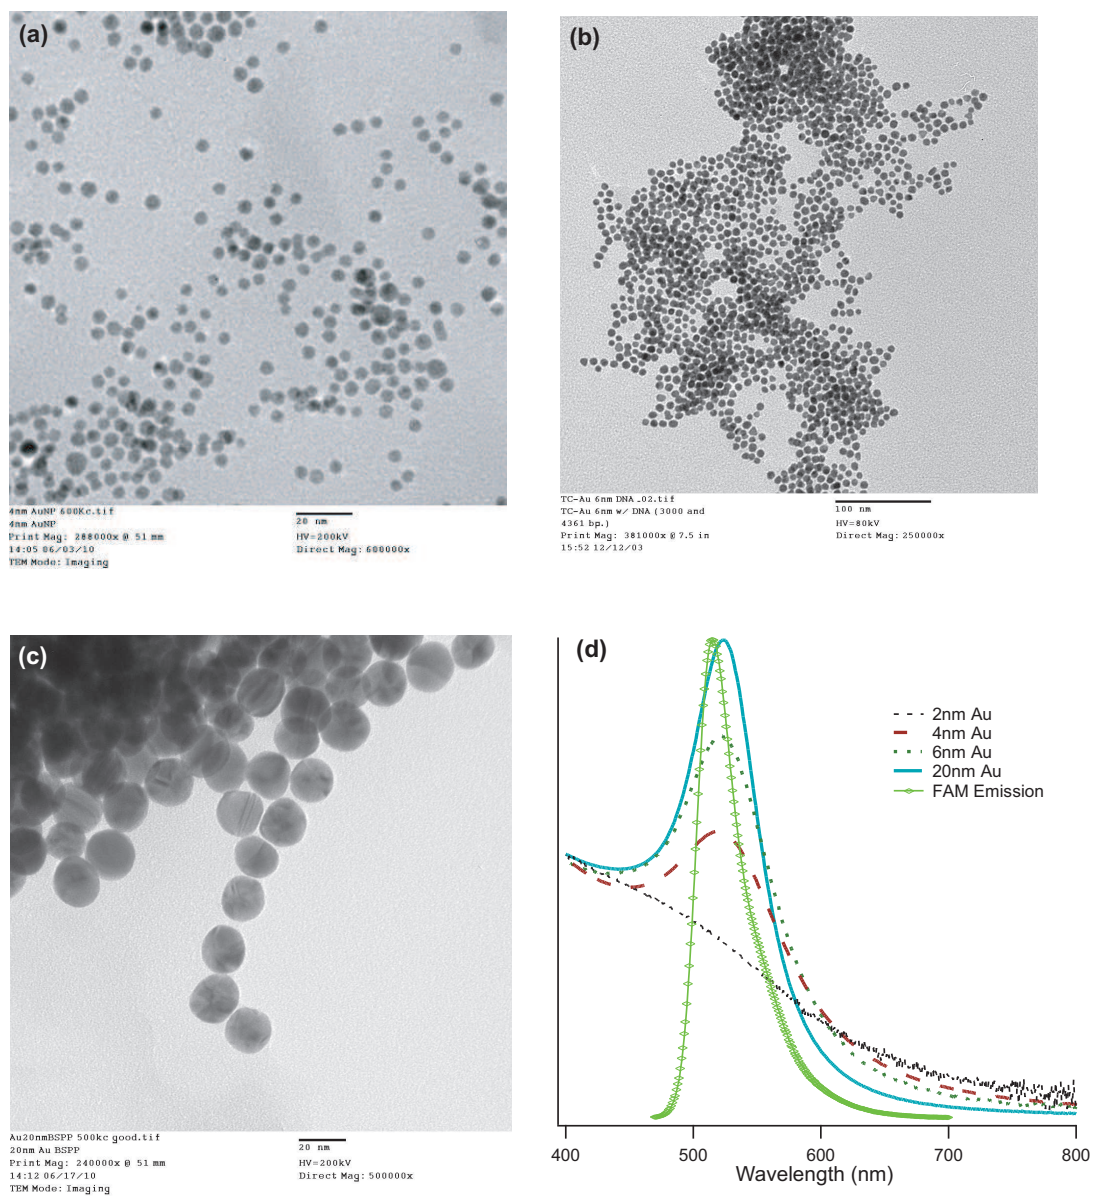 (a)
4nm AuNP 600Kc.tif
4nm AuNP
Print Mag: 288000x @ 51 mm
14:05 06/03/10
TEM Mode: Imaging
20 nm
HV=200kV
Direct Mag: 600000x
(b)
TC-Au 6nm DNA_02.tif
TC-Au 6nm w/ DNA (3000 and
4361 bp.)
Print Mag: 381000x @ 7.5 in
15:52 12/12/03
100 nm
HV=80kV
Direct Mag: 250000x
(c)
Au20nmBSPP 500kc good.tif
20nm Au BSPP
Print Mag: 240000x @ 51 mm
14:12 06/17/10
TEM Mode: Imaging
20 nm
HV=200kV
Direct Mag: 500000x
(d)
2nm Au
4nm Au
6nm Au
20nm Au
FAM Emission
400 500 600 700 800
Wavelength (nm)